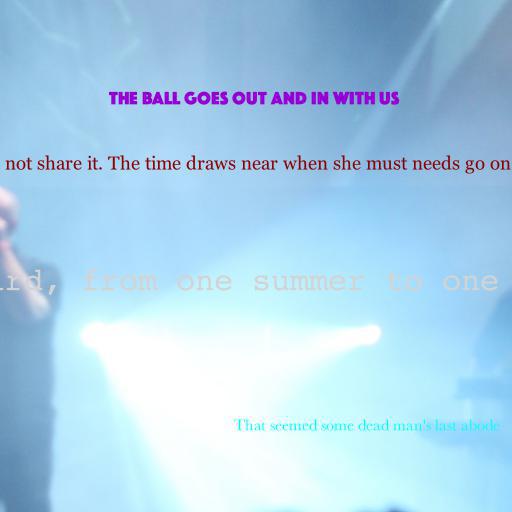 THE BALL GOES OUT AND IN WITH US
not share it. The time draws near when she must needs go on
from one summer to one
That seemed some dead man's last abode